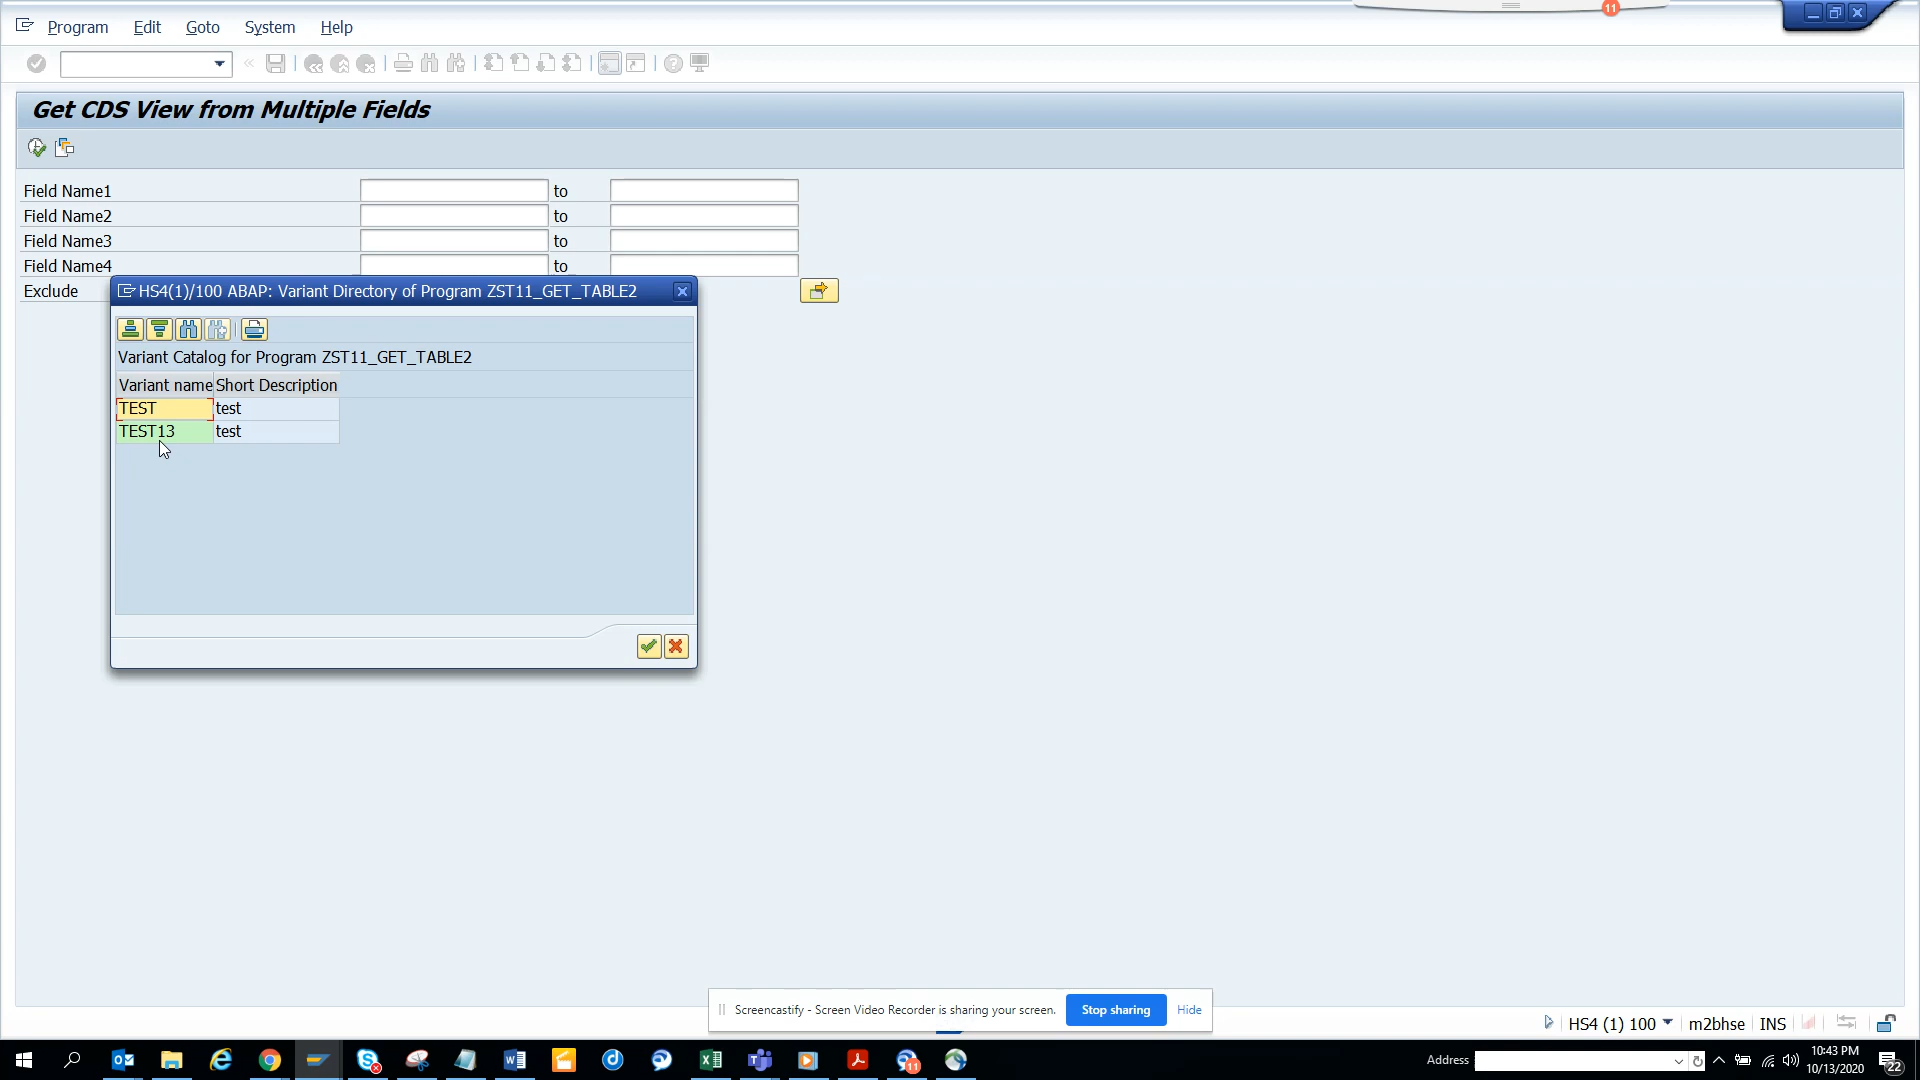 Program Edit Goto System Help
11
Get CDS View from Multiple Fields
Field Name1 to
Field Name2 to
Field Name3 to
Field Name4 to
Exclude
HS4(1)/100 ABAP: Variant Directory of Program ZST11_GET_TABLE2
Variant Catalog for Program ZST11_GET_TABLE2
Variant name Short Description
TEST test
TEST13 test
Screencastify - Screen Video Recorder is sharing your screen. Stop sharing Hide
HS4 (1) 100 m2bhse INS
Address
11
10:43 PM
10/13/2020
22